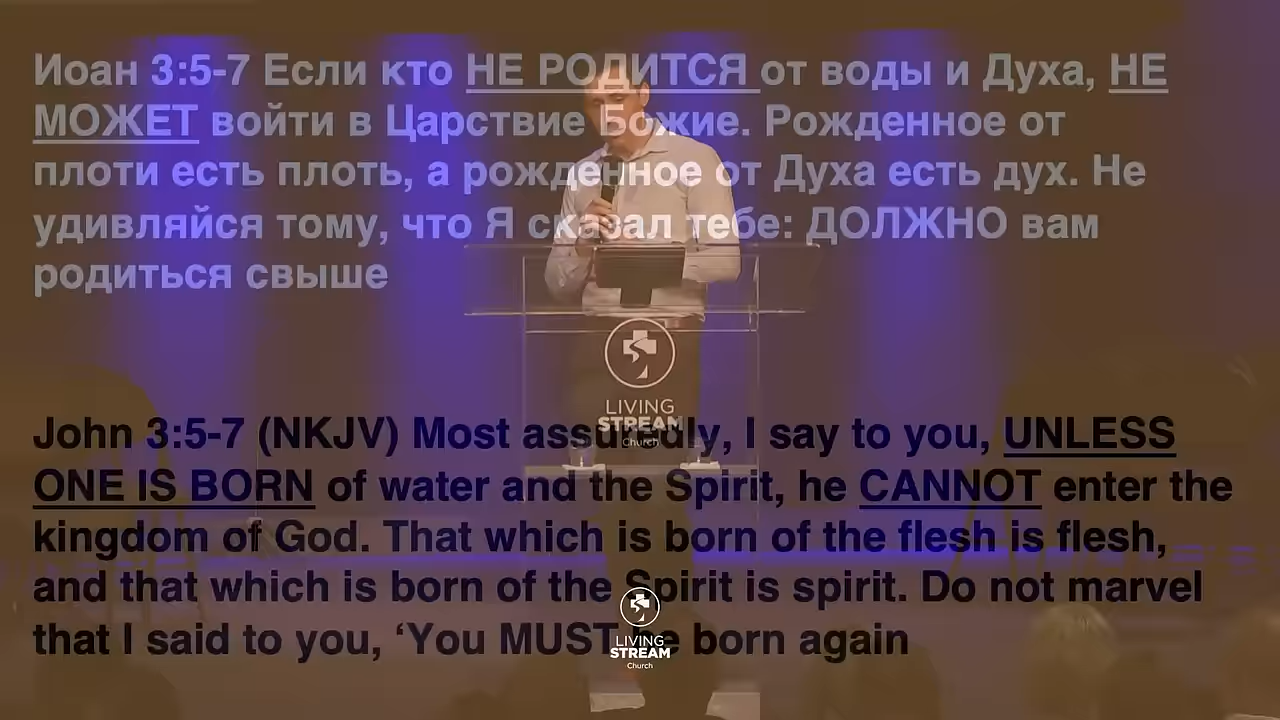 Иоан 3:5-7 Если кто НЕ РОДИТСЯ от воды и Духа, НЕ
МОЖЕТ войти в Царствие Божие. Рожденное от
плоти есть плоть, а рожденное от Духа есть дух. Не
удивляйся тому, что Я сказал тебе: ДОЛЖНО вам
родиться свыше
LIVING
STREAM
Church
John 3:5-7 (NKJV) Most assuredly, I say to you, UNLESS
ONE IS BORN of water and the Spirit, he CANNOT enter the
kingdom of God. That which is born of the flesh is flesh,
and that which is born of the Spirit is spirit. Do not marvel
that I said to you, ‘You MUST be born again
LIVING
STREAM
Church